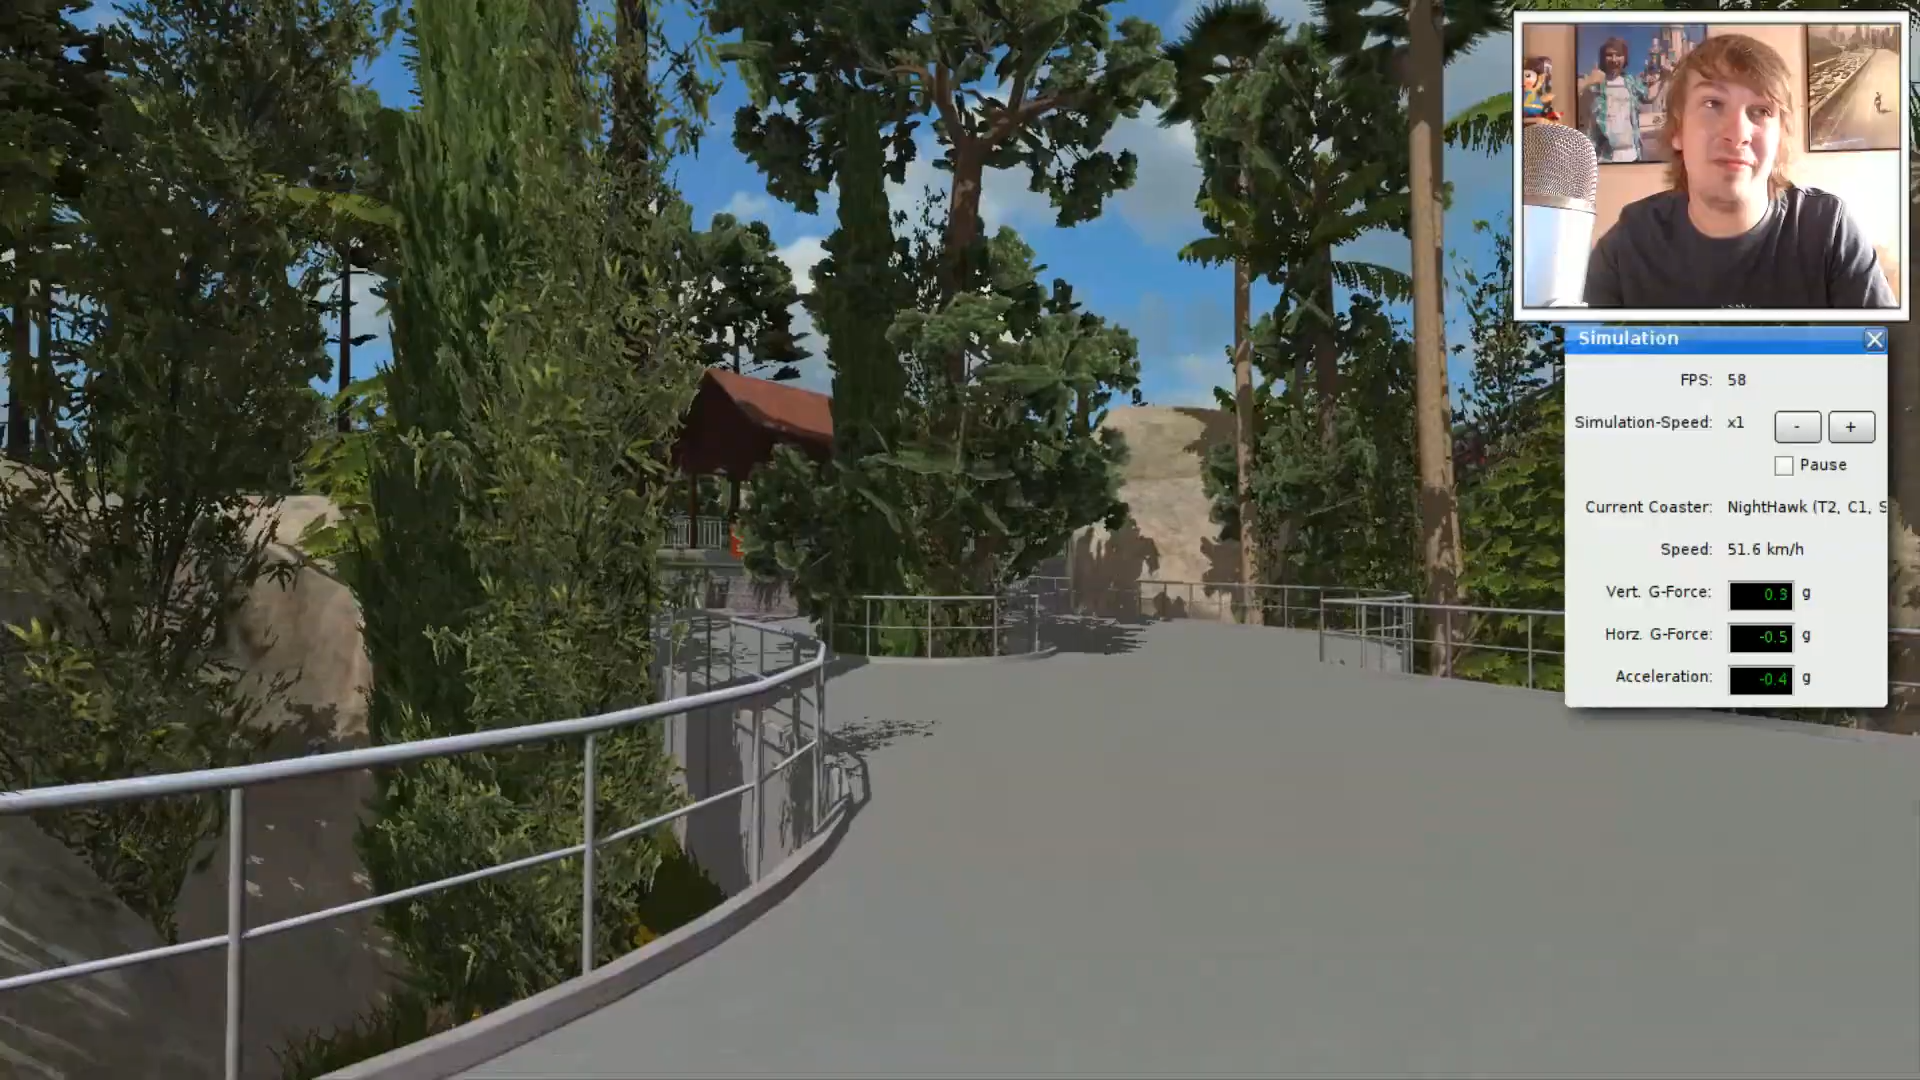 Simulation
FPS: 58
Simulation-Speed: x1 - +
Pause
Current Coaster: NightHawk (T2, C1, S
Speed: 51.6 km/h
Vert. G-Force: 0.3 g
Horz. G-Force: -0.5 g
Acceleration: -0.4 g